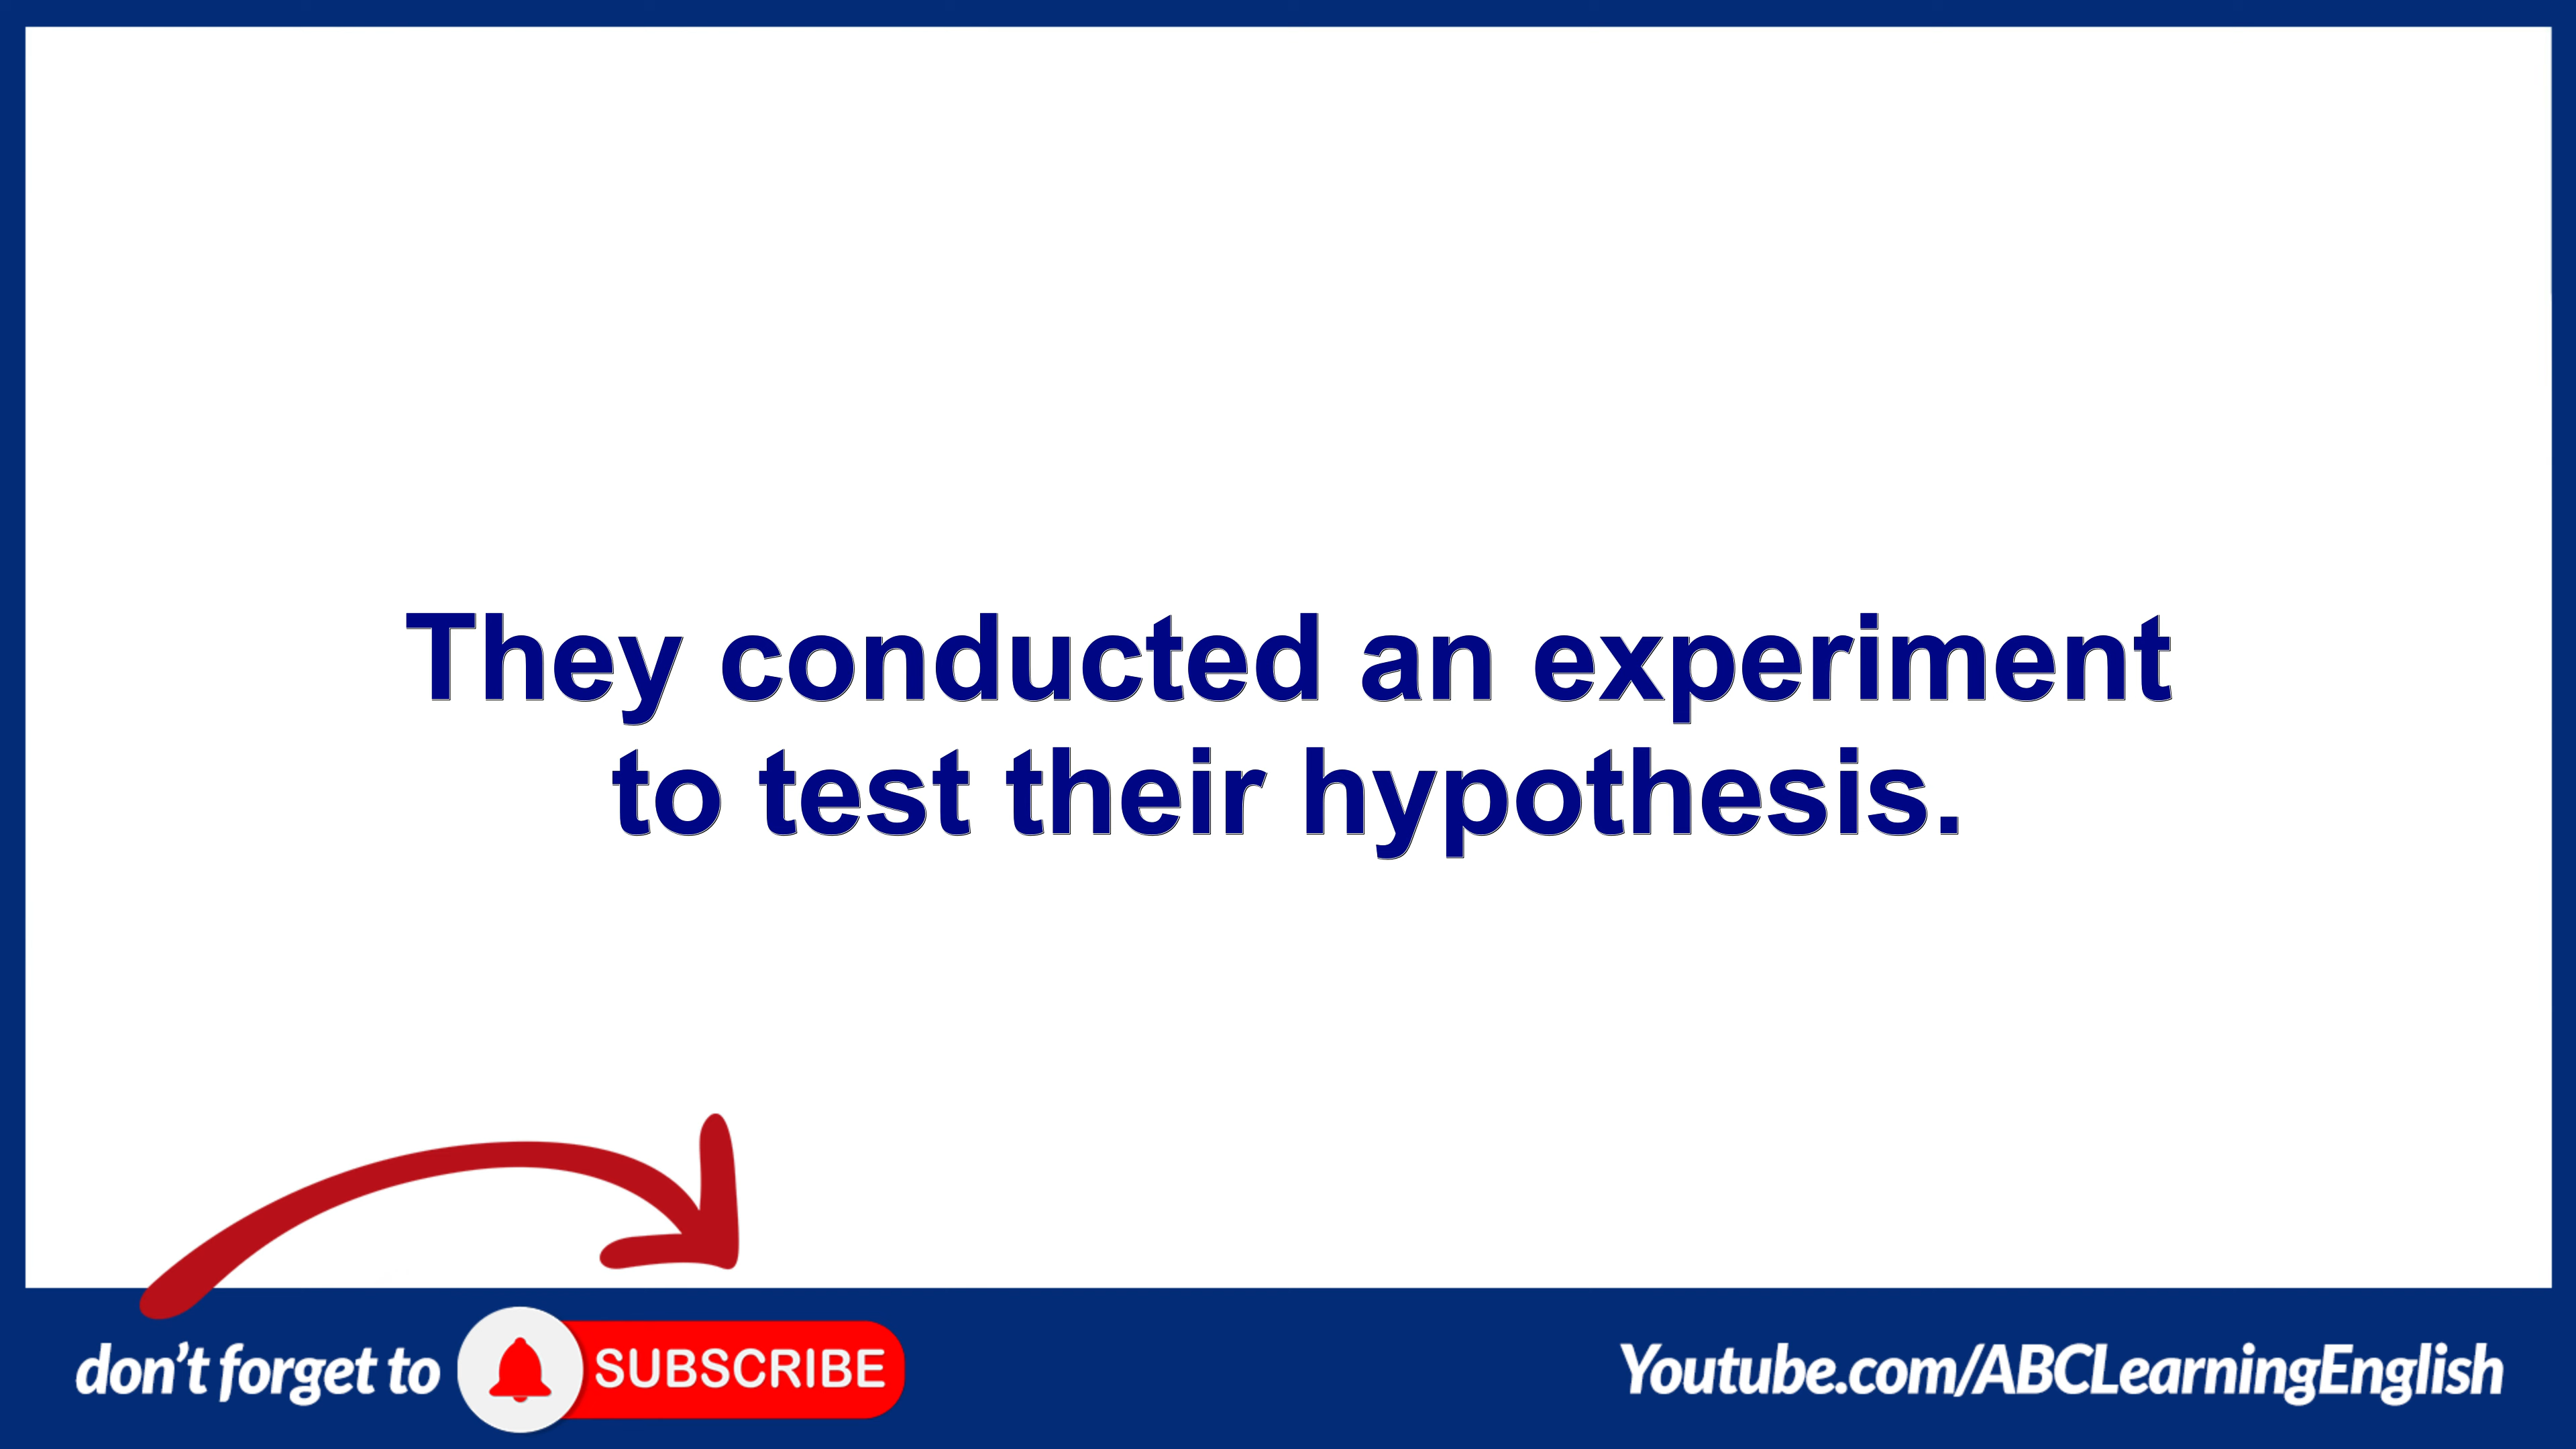 They conducted an experiment
to test their hypothesis.
don't forget to SUBSCRIBE
Youtube.com/ABCLearningEnglish